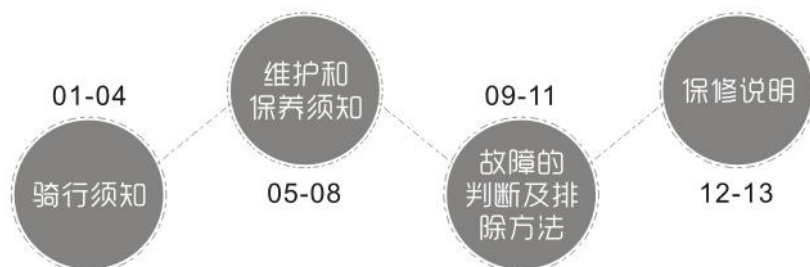 01-04
骑行须知
维护和
保养须知
05-08
09-11
故障的
判断及排
除方法
保修说明
12-13